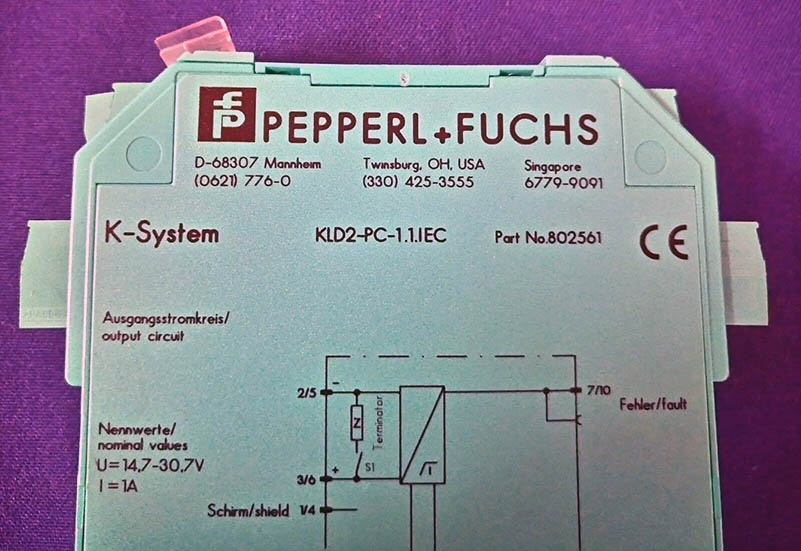 PEPPERL+FUCHS
D-68307 Mannheim Twinsburg, OH, USA Singapore
(0621) 776-0 (330) 425-3555 6779-9091
K-System KLD2-PC-1.1.IEC Part No.802561 CE
Ausgangsstromkreis/
output circuit
2/5 - 7/10
Fehler/fault
Z Terminator
Nennwerte/
nominal values
U=14,7-30,7V
I=1A
S1
3/6 +
Schirm/shield 1/4